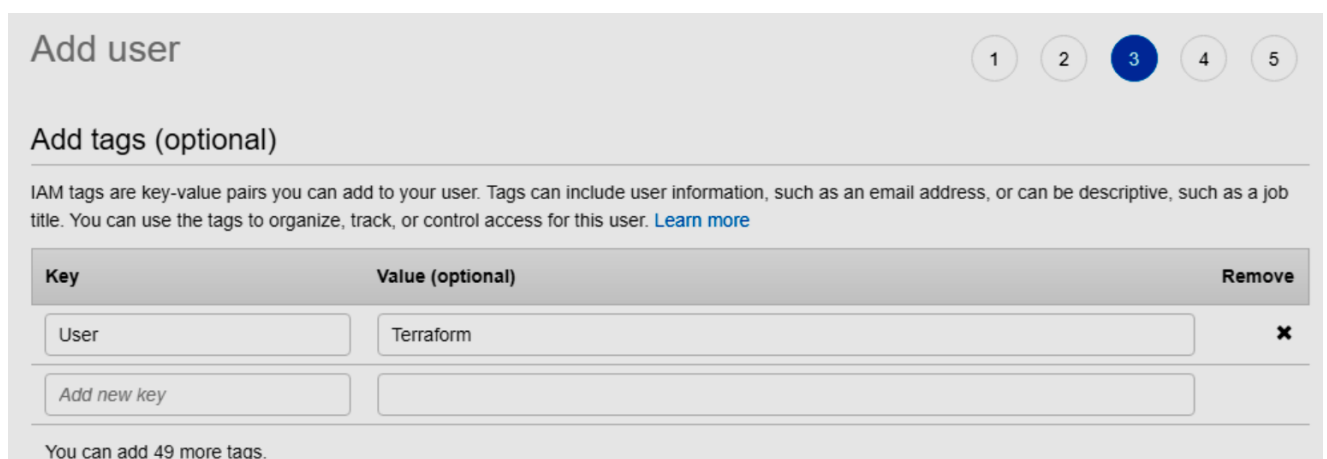 Add user
1 2 3 4 5
Add tags (optional)
IAM tags are key-value pairs you can add to your user. Tags can include user information, such as an email address, or can be descriptive, such as a job
title. You can use the tags to organize, track, or control access for this user. Learn more
Key Value (optional) Remove
User Terraform ✖
Add new key
You can add 49 more tags.